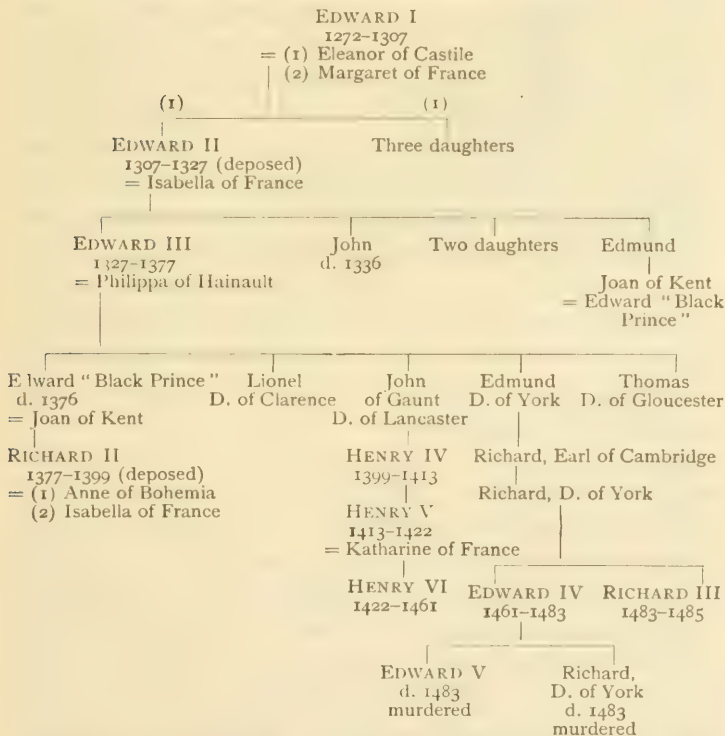 EDWARD I
1272–1307
= (1) Eleanor of Castile
(2) Margaret of France
(1) (1)
EDWARD II Three daughters
1307–1327 (deposed)
= Isabella of France
EDWARD III John Two daughters Edmund
1327–1377 d. 1336
= Philippa of Hainault Joan of Kent
= Edward "Black
Prince"
Edward "Black Prince" Lionel John Edmund Thomas
d. 1376 D. of Clarence of Gaunt D. of York D. of Gloucester
= Joan of Kent D. of Lancaster
RICHARD II HENRY IV Richard, Earl of Cambridge
1377–1399 (deposed) 1399–1413
= (1) Anne of Bohemia Richard, D. of York
(2) Isabella of France HENRY V
1413–1422
= Katharine of France
HENRY VI EDWARD IV RICHARD III
1422–1461 1461–1483 1483–1485
EDWARD V Richard,
d. 1483 D. of York
murdered d. 1483
murdered